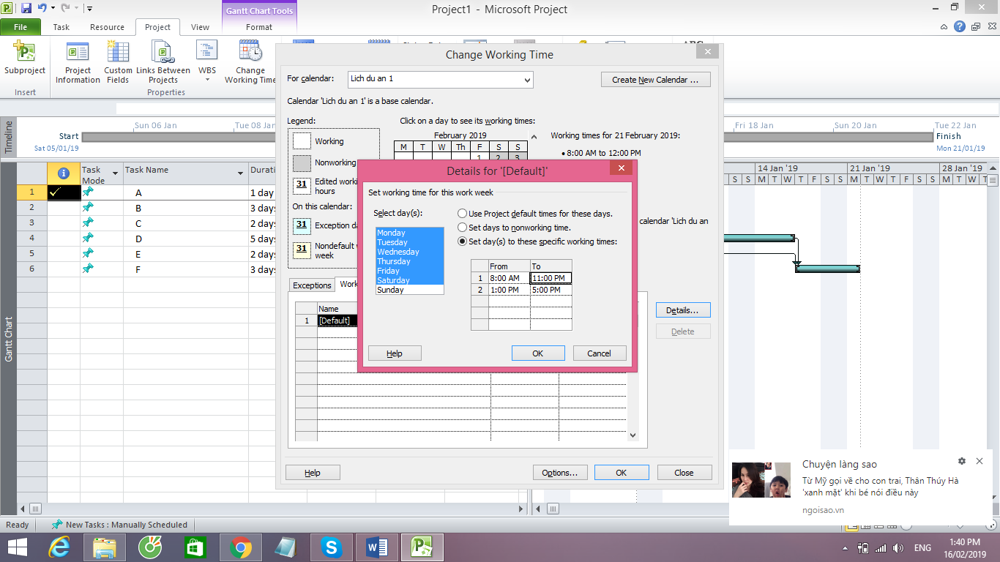 Project1 - Microsoft Project
Gantt Chart Tools
File Task Resource Project View Format
Subproject
Project Information
Custom Fields
Links Between Projects
WBS
Change Working Time
Insert
Properties
Timeline
Sun 06 Jan
Tue 08 Jan
Fri 18 Jan
Sun 20 Jan
Tue 22 Jan
Start
Sat 05/01/19
Finish
Mon 21/01/19
Gantt Chart
Task Mode
Task Name
14 Jan '19
21 Jan '19
28 Jan '19
S S M T W T F S S M T W T F S S M T W T
1 A 1 day
2 B 3 days
3 C 2 days
4 D 5 days
5 E 2 days
6 F 3 days
Change Working Time
For calendar:
Lich du an 1
Create New Calendar ...
Calendar 'Lich du an 1' is a base calendar.
Legend:
Click on a day to see its working times:
Working
Nonworking
31
hours
On this calendar:
31
31
week
February 2019
M T W Th F S S
1 2 3
Working times for 21 February 2019:
• 8:00 AM to 12:00 PM
calendar 'Lich du an
Exceptions
Name
1 [Default]
Details...
Delete
Help
Options...
OK
Close
Details for '[Default]'
Set working time for this work week
Select day(s):
Monday
Tuesday
Wednesday
Thursday
Friday
Saturday
Sunday
Use Project default times for these days.
Set days to nonworking time.
Set day(s) to these specific working times:
From To
1 8:00 AM 11:00 PM
2 1:00 PM 5:00 PM
Help
OK
Cancel
Chuyện làng sao
Từ Mỹ gọi về cho con trai, Thân Thúy Hà
'xanh mặt' khi bé nói điều này
ngoisao.vn
Ready
New Tasks : Manually Scheduled
ENG
1:40 PM
16/02/2019